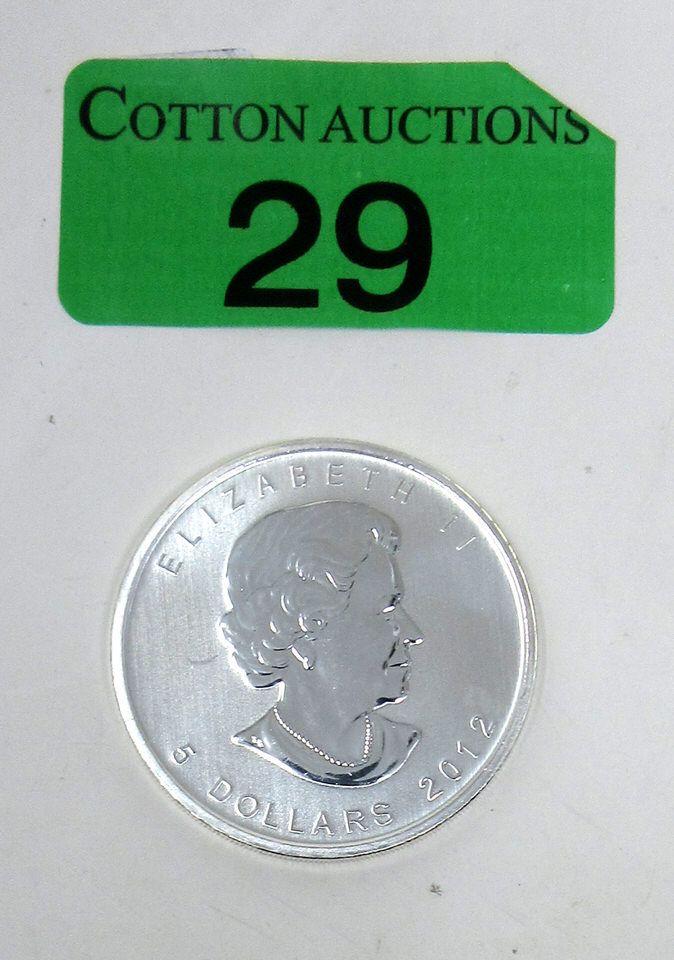 COTTON AUCTIONS
29
ELIZABETH II
5 DOLLARS 2012